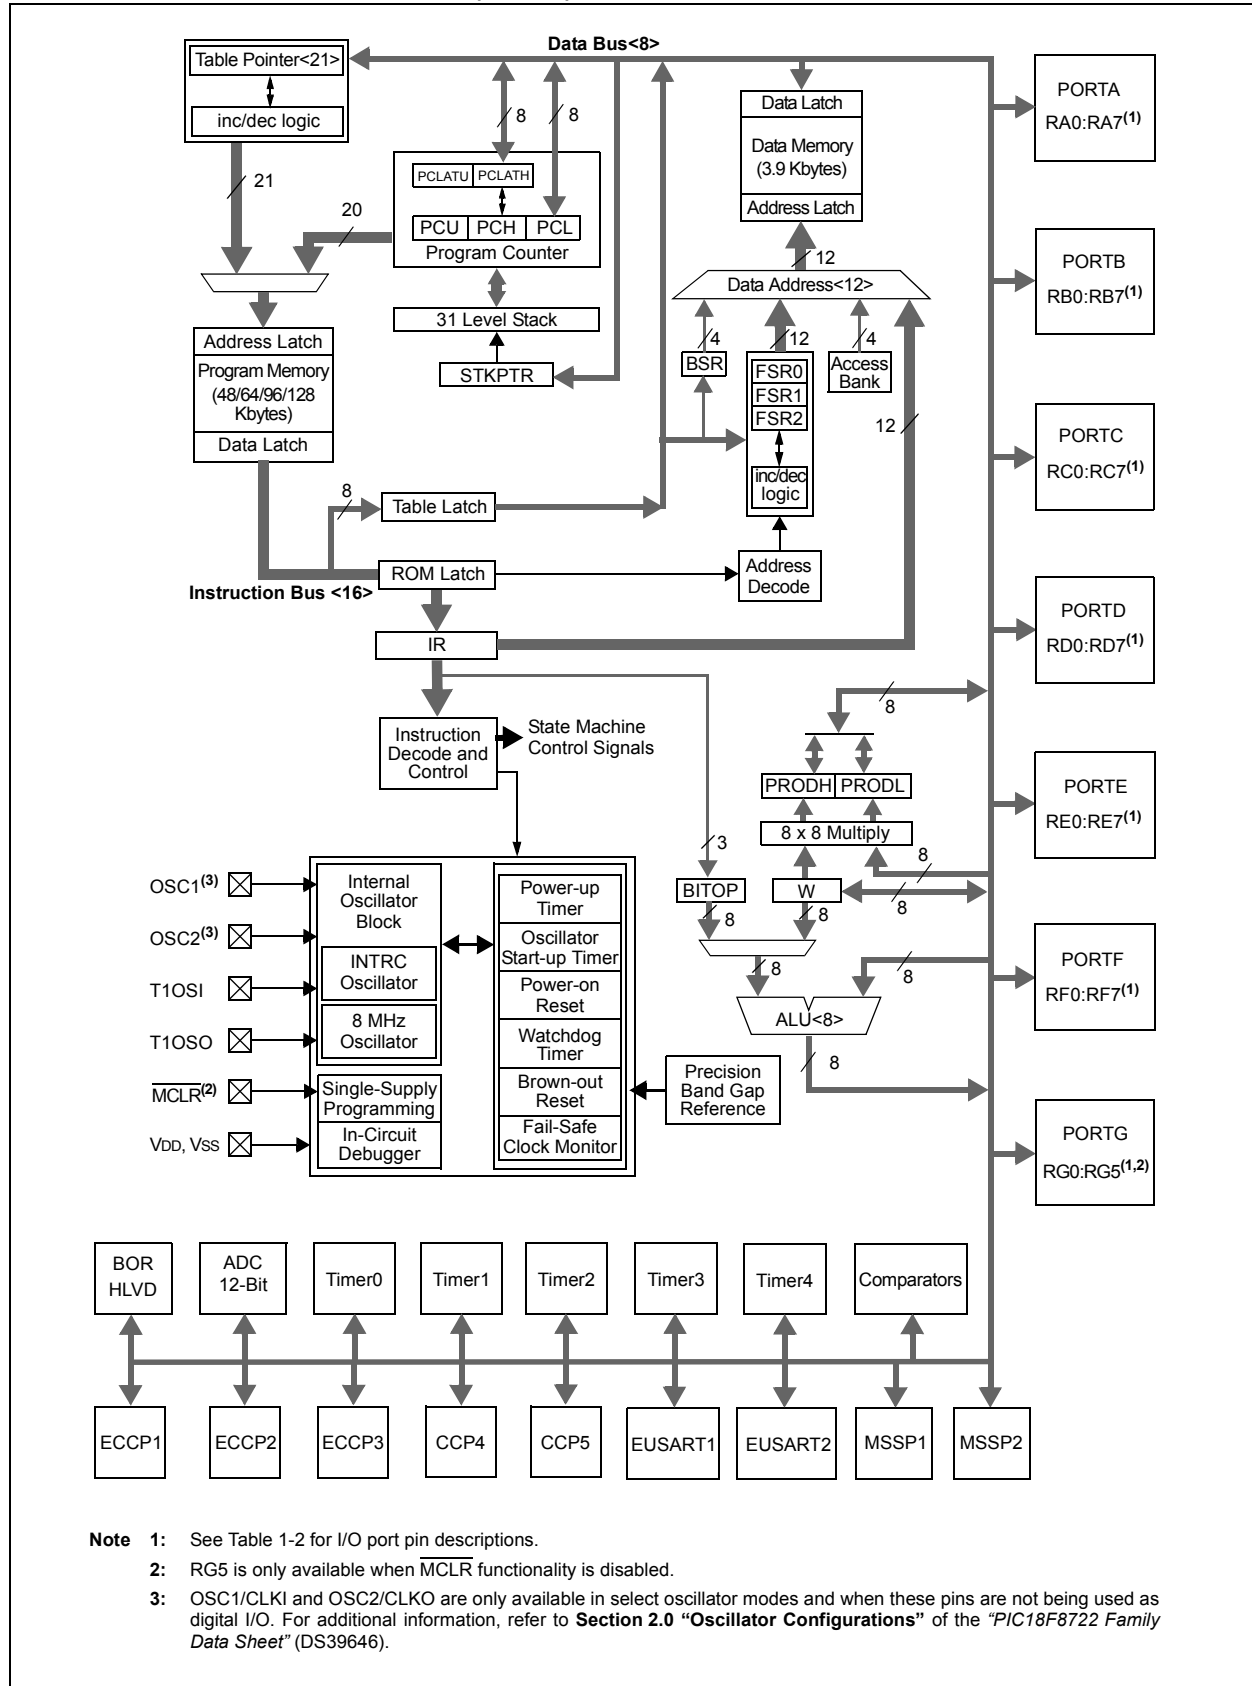 Data Bus<8>
Table Pointer<21>
inc/dec logic
21
20
8
8
PCLATU PCLATH
PCU PCH PCL
Program Counter
31 Level Stack
STKPTR
Data Latch
Data Memory
(3.9 Kbytes)
Address Latch
12
Data Address<12>
4
12
4
BSR
FSR0
FSR1
FSR2
inc/dec
logic
Access
Bank
12
Address Latch
Program Memory
(48/64/96/128
Kbytes)
Data Latch
8
Table Latch
ROM Latch
Instruction Bus <16>
Address
Decode
IR
Instruction
Decode and
Control
State Machine
Control Signals
8
PRODH PRODL
8 x 8 Multiply
3
8
BITOP
W
8
8
8
8
8
ALU<8>
8
OSC1(3)
OSC2(3)
T1OSI
T1OSO
MCLR(2)
VDD, VSS
Internal
Oscillator
Block
INTRC
Oscillator
8 MHz
Oscillator
Single-Supply
Programming
In-Circuit
Debugger
Power-up
Timer
Oscillator
Start-up Timer
Power-on
Reset
Watchdog
Timer
Brown-out
Reset
Fail-Safe
Clock Monitor
Precision
Band Gap
Reference
PORTA
RA0:RA7(1)
PORTB
RB0:RB7(1)
PORTC
RC0:RC7(1)
PORTD
RD0:RD7(1)
PORTE
RE0:RE7(1)
PORTF
RF0:RF7(1)
PORTG
RG0:RG5(1,2)
BOR
HLVD
ADC
12-Bit
Timer0
Timer1
Timer2
Timer3
Timer4
Comparators
ECCP1
ECCP2
ECCP3
CCP4
CCP5
EUSART1
EUSART2
MSSP1
MSSP2
Note 1: See Table 1-2 for I/O port pin descriptions.
2: RG5 is only available when MCLR functionality is disabled.
3: OSC1/CLKI and OSC2/CLKO are only available in select oscillator modes and when these pins are not being used as
digital I/O. For additional information, refer to Section 2.0 “Oscillator Configurations” of the “PIC18F8722 Family
Data Sheet” (DS39646).